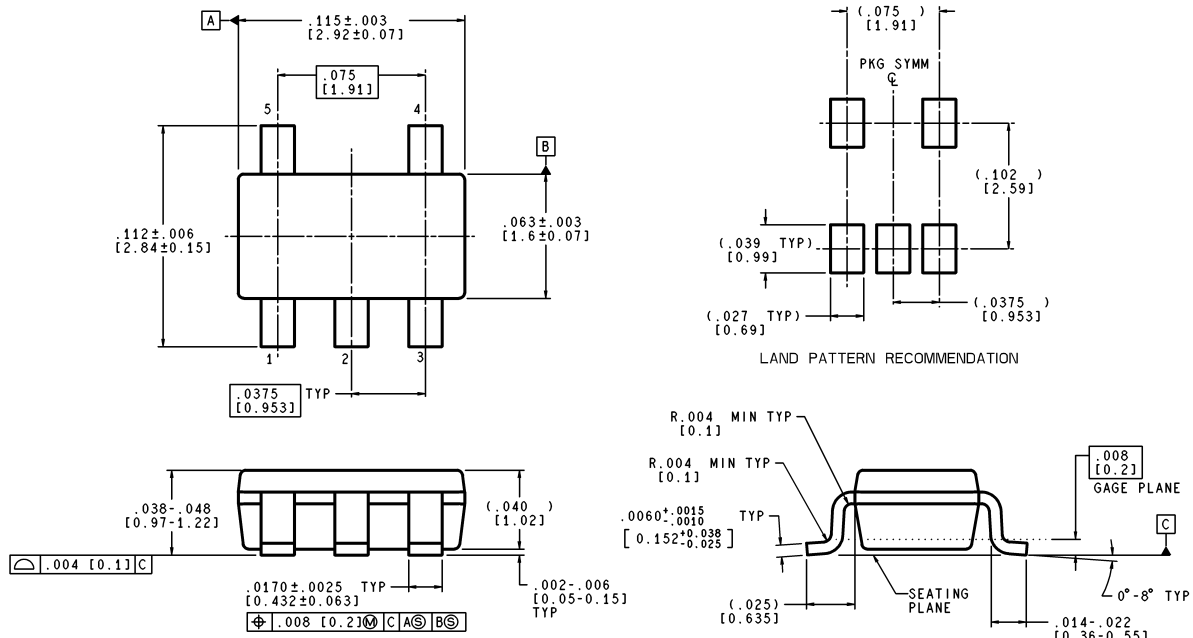 A
.115±.003
[2.92±0.07]
.075
[1.91]
5
4
B
.112±.006
[2.84±0.15]
.063±.003
[1.6±0.07]
1
2
3
.0375 TYP
[0.953]
(.075 )
[1.91]
PKG SYMM
℄
(.102 )
[2.59]
(.039 TYP)
[0.99]
(.027 TYP)
[0.69]
(.0375 )
[0.953]
LAND PATTERN RECOMMENDATION
.038-.048
[0.97-1.22]
(.040 )
[1.02]
⌓ .004 [0.1] C
.0170±.0025 TYP
[0.432±0.063]
⌖ .008 [0.2]Ⓜ C AⓈ BⓈ
.002-.006
[0.05-0.15]
TYP
R.004 MIN TYP
[0.1]
R.004 MIN TYP
[0.1]
.0060+.0015-.0010 TYP
[0.152+0.038-0.025]
.008
[0.2]
GAGE PLANE
C
SEATING
PLANE
0°-8° TYP
(.025)
[0.635]
.014-.022
[0.36-0.55]